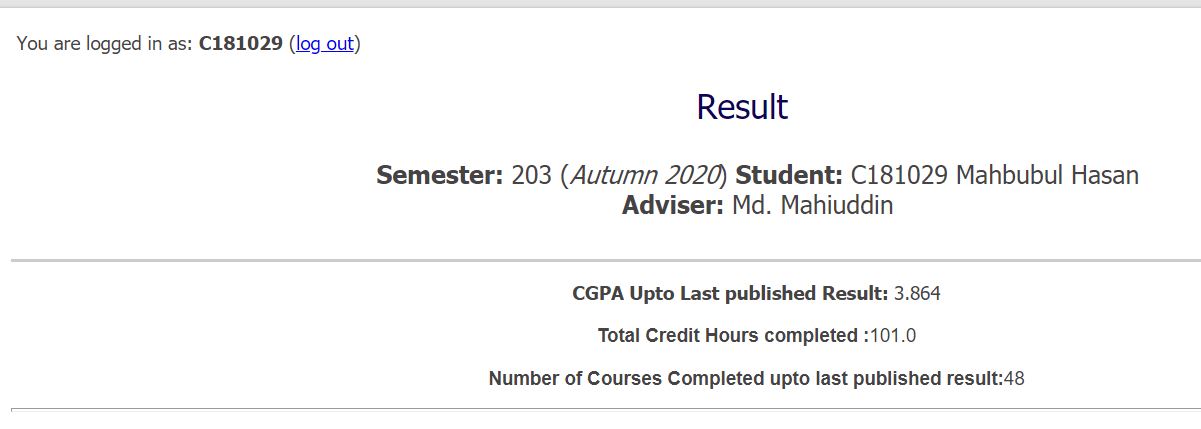 You are logged in as: C181029 (log out)
Result
Semester: 203 (Autumn 2020) Student: C181029 Mahbubul Hasan
Adviser: Md. Mahiuddin
CGPA Upto Last published Result: 3.864
Total Credit Hours completed :101.0
Number of Courses Completed upto last published result:48